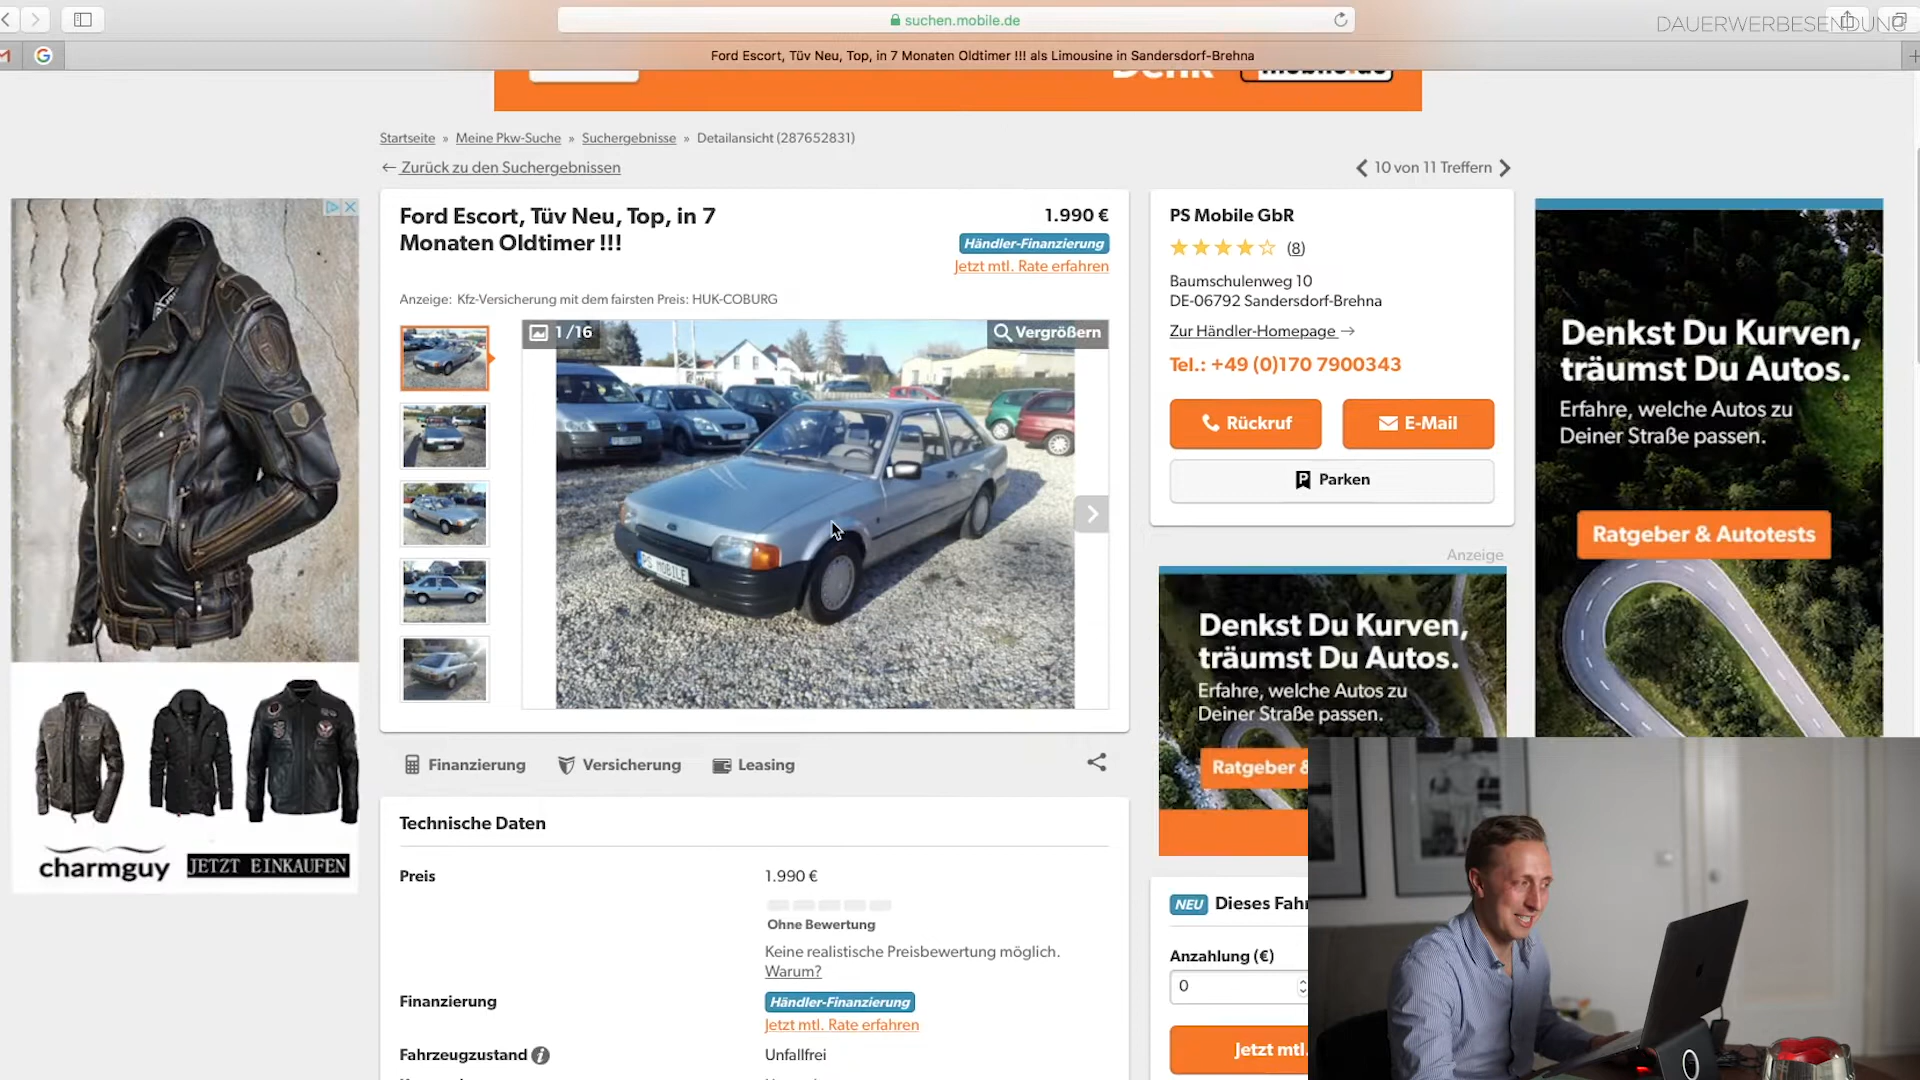 suchen.mobile.de
DAUERWERBESENDUNG
Ford Escort, Tüv Neu, Top, in 7 Monaten Oldtimer !!! als Limousine in Sandersdorf-Brehna
Startseite » Meine Pkw-Suche » Suchergebnisse » Detailansicht (287652831)
← Zurück zu den Suchergebnissen
10 von 11 Treffern
Ford Escort, Tüv Neu, Top, in 7
Monaten Oldtimer !!!
1.990 €
Händler-Finanzierung
Jetzt mtl. Rate erfahren
Anzeige: Kfz-Versicherung mit dem fairsten Preis: HUK-COBURG
1/16
Vergrößern
PS MOBILE
PS Mobile GbR
(8)
Baumschulenweg 10
DE-06792 Sandersdorf-Brehna
Zur Händler-Homepage →
Tel.: +49 (0)170 7900343
Rückruf
E-Mail
Parken
Anzeige
Denkst Du Kurven,
träumst Du Autos.
Erfahre, welche Autos zu
Deiner Straße passen.
Ratgeber &
Denkst Du Kurven,
träumst Du Autos.
Erfahre, welche Autos zu
Deiner Straße passen.
Ratgeber & Autotests
charmguy
JETZT EINKAUFEN
Finanzierung
Versicherung
Leasing
Technische Daten
Preis
1.990 €
Ohne Bewertung
Keine realistische Preisbewertung möglich.
Warum?
Finanzierung
Händler-Finanzierung
Jetzt mtl. Rate erfahren
Fahrzeugzustand
Unfallfrei
NEU Dieses Fahr
Anzahlung (€)
0
Jetzt mtl.